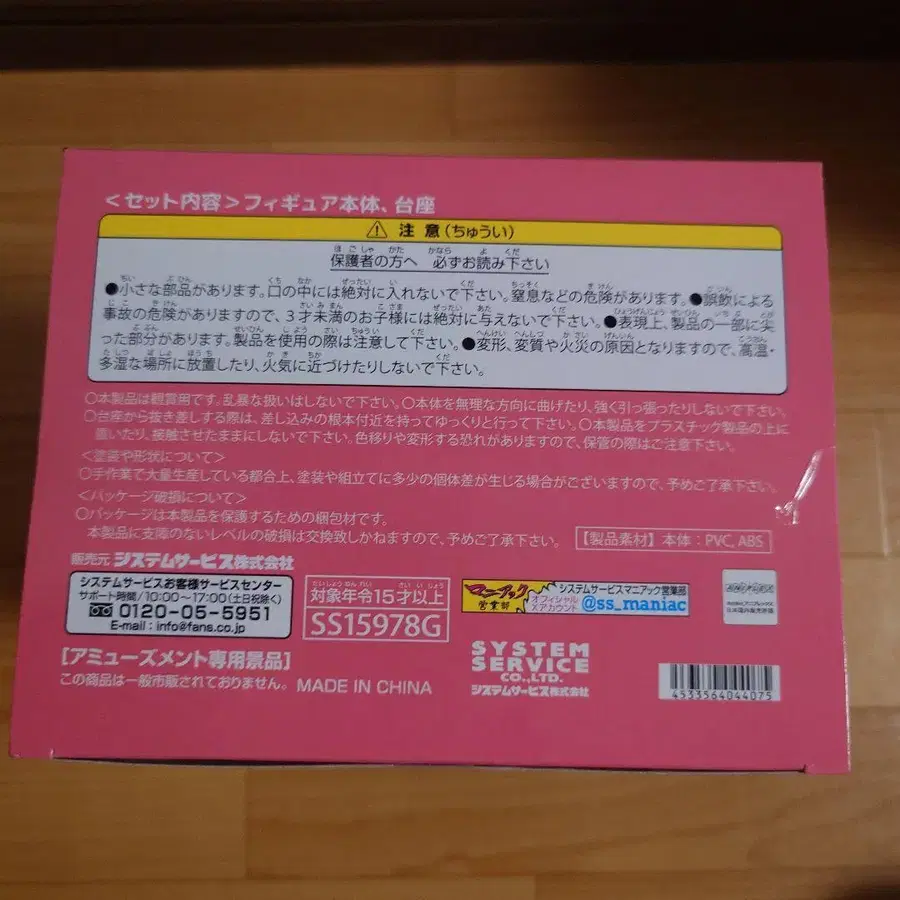 <セット内容>フィギュア本体、台座
注意(ちゅうい)
保護者の方へ 必ずお読み下さい
●小さな部品があります。口の中には絶対に入れないで下さい。窒息などの危険があります。●誤飲による
事故の危険がありますので、3才未満のお子様には絶対に与えないで下さい。●表現上、製品の一部に尖
った部分があります。製品を使用の際は注意して下さい。●変形、変質や火災の原因となりますので、高温・
多湿な場所に放置したり、火気に近づけたりしないで下さい。
○本製品は観賞用です。乱暴な扱いはしないで下さい。○本体を無理な方向に曲げたり、強く引っ張ったりしないで下さい。
○台座から抜き差しする際は、差し込みの根本付近を持ってゆっくりと行って下さい。○本製品をプラスチック製品の上に
置いたり、接触させたままにしないで下さい。色移りや変形する恐れがありますので、保管の際はご注意下さい。
<塗装や形状について>
○手作業で大量生産している都合上、塗装や組立てに多少の個体差が生じる場合がございますので、予めご了承下さい。
<パッケージ破損について>
○パッケージは本製品を保護するための梱包材です。
本製品に支障のないレベルの破損は交換致しかねますので、予めご了承下さい。
【製品素材】本体:PVC, ABS
販売元 システムサービス株式会社
システムサービスお客様サービスセンター
サポート時間/10:00~17:00(土日祝除く)
0120-05-5951
E-mail : info@fans.co.jp
対象年令15才以上
SS15978G
マニアック
営業部
オフィシャル
Xアカウント
システムサービスマニアック営業部
@ss_maniac
[アミューズメント専用景品]
この商品は一般市販されておりません。
MADE IN CHINA
SYSTEM
SERVICE
CO.,LTD.
システムサービス株式会社
4533564044075